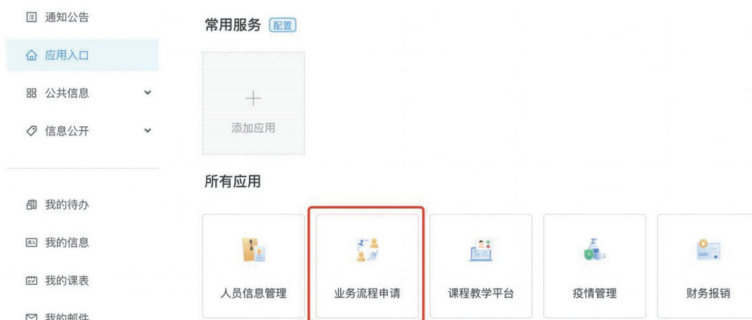 通知公告
应用入口
公共信息
信息公开
我的待办
我的信息
我的课表
我的邮件
常用服务 配置
添加应用
所有应用
人员信息管理
业务流程申请
课程教学平台
疫情管理
财务报销